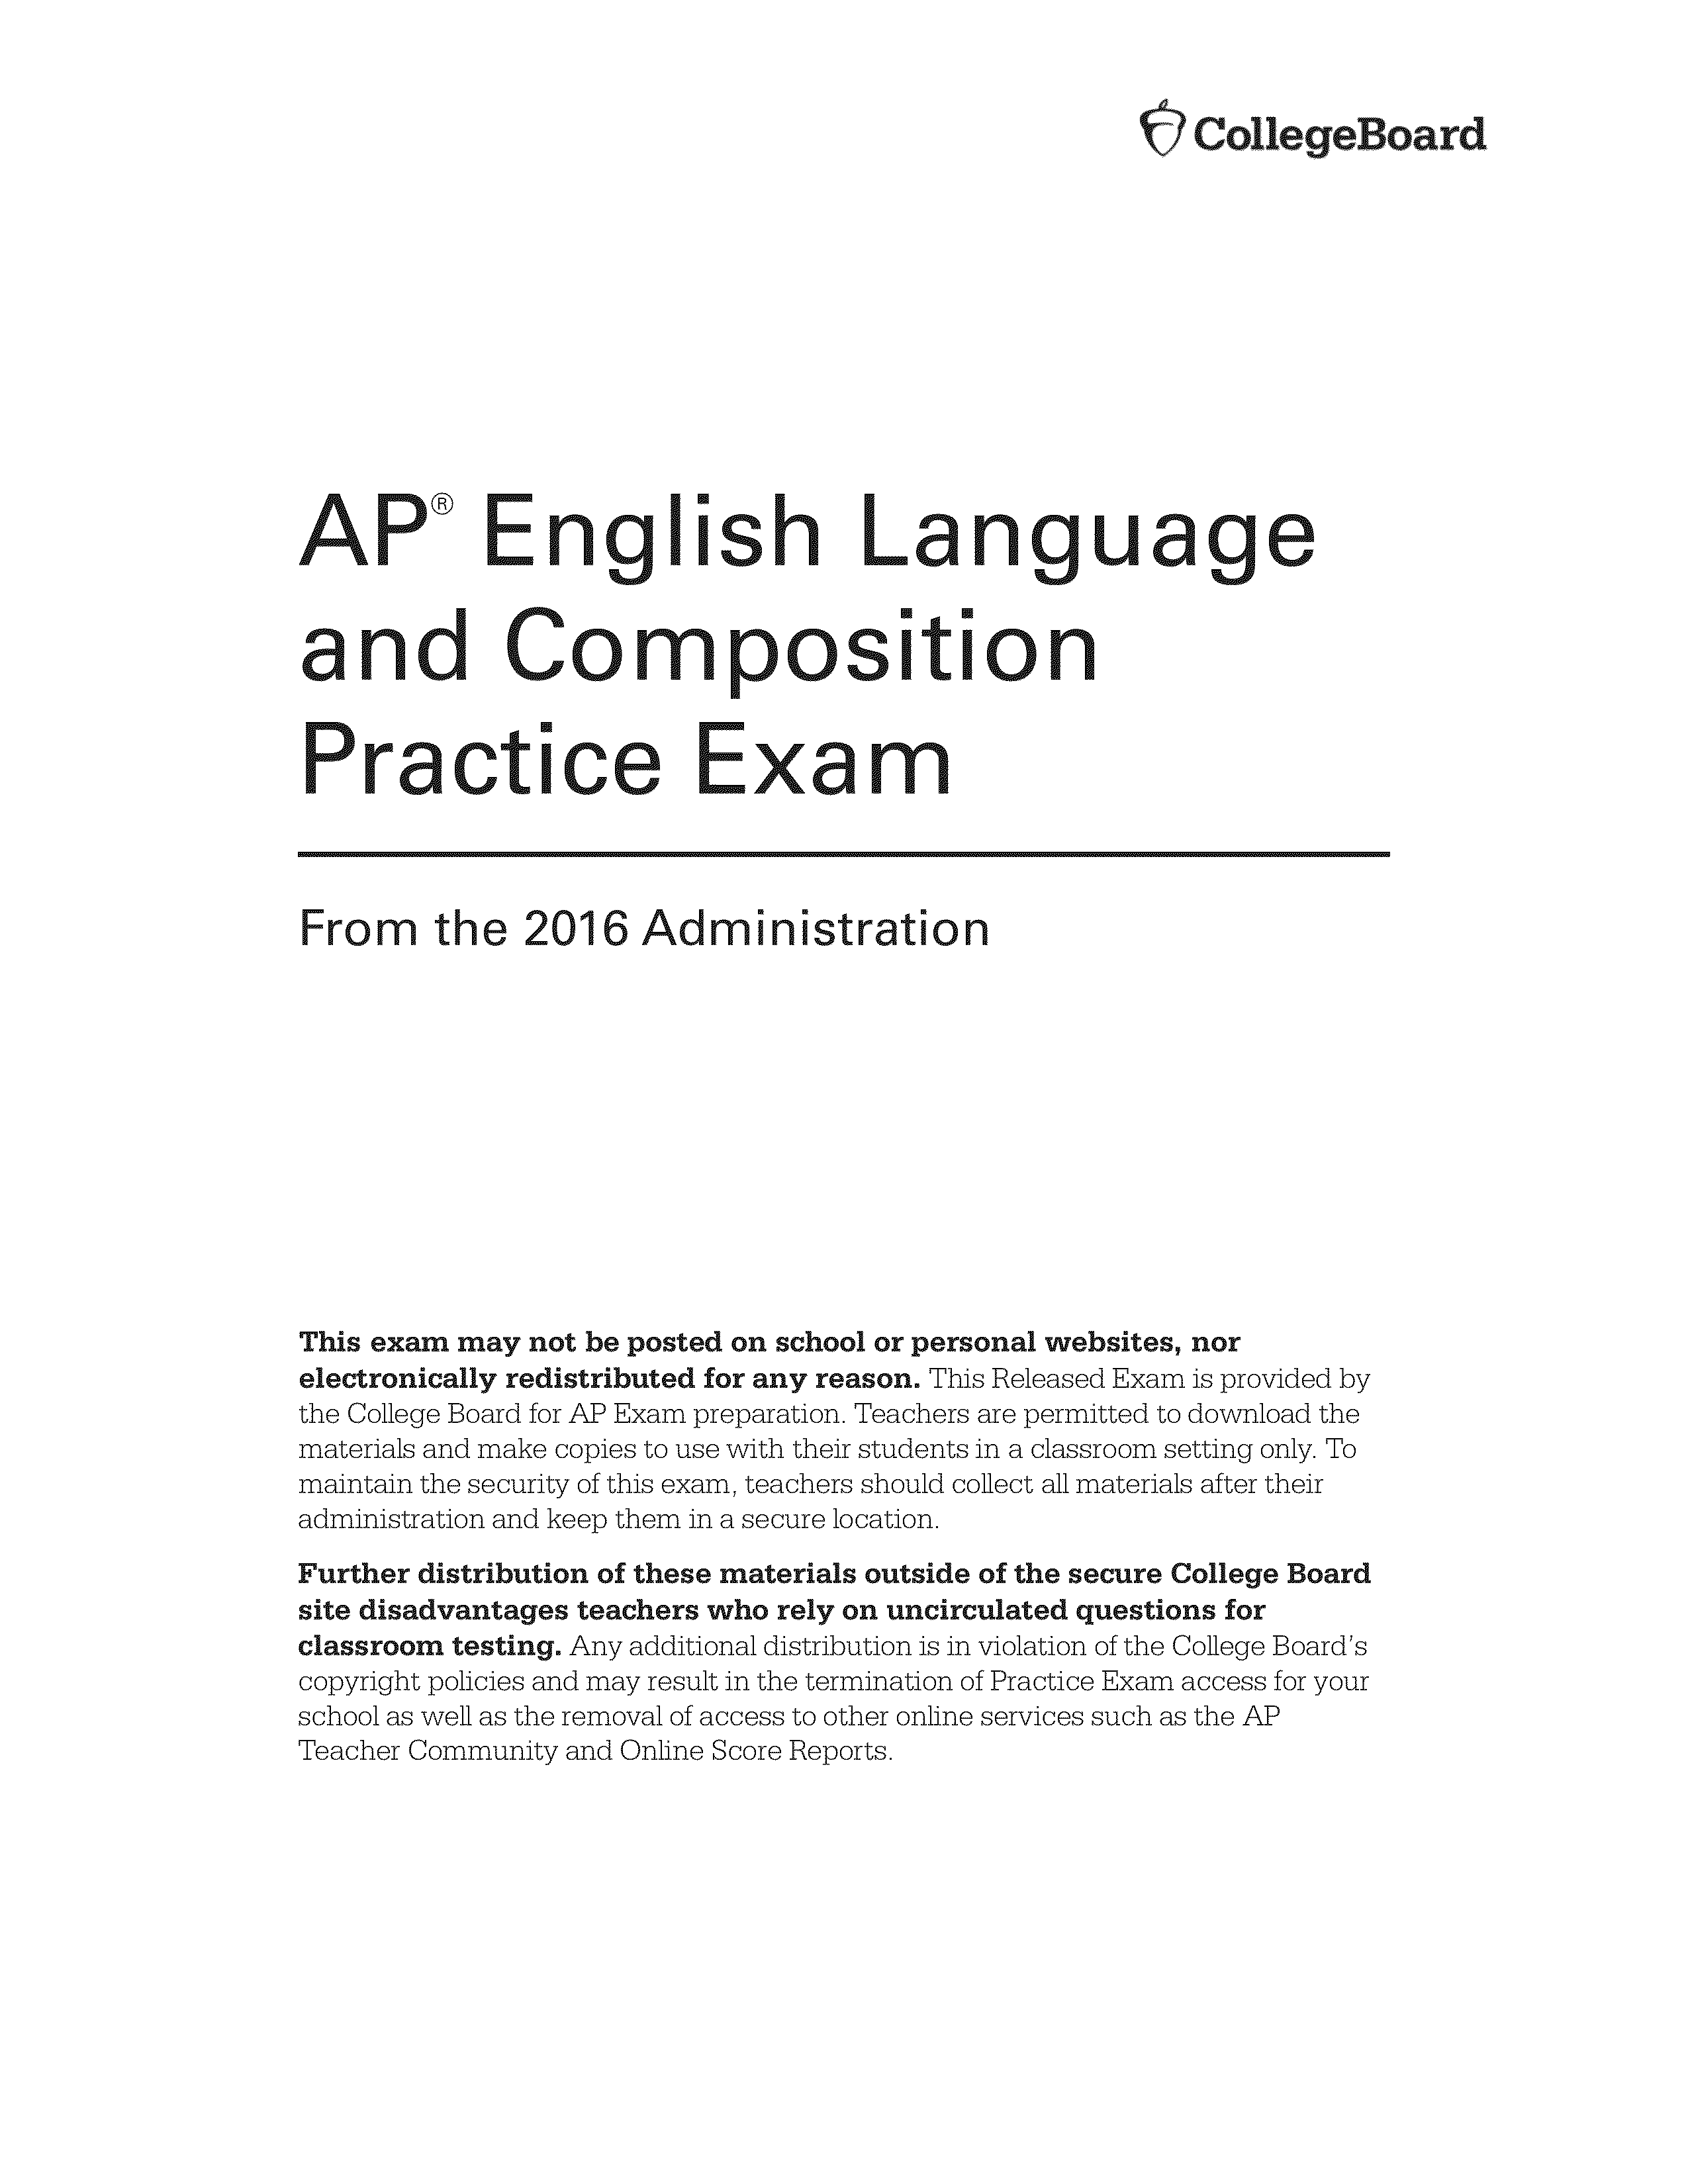 CollegeBoard
AP® English Language
and Composition
Practice Exam
From the 2016 Administration
This exam may not be posted on school or personal websites, nor
electronically redistributed for any reason. This Released Exam is provided by
the College Board for AP Exam preparation. Teachers are permitted to download the
materials and make copies to use with their students in a classroom setting only. To
maintain the security of this exam, teachers should collect all materials after their
administration and keep them in a secure location.
Further distribution of these materials outside of the secure College Board
site disadvantages teachers who rely on uncirculated questions for
classroom testing. Any additional distribution is in violation of the College Board's
copyright policies and may result in the termination of Practice Exam access for your
school as well as the removal of access to other online services such as the AP
Teacher Community and Online Score Reports.